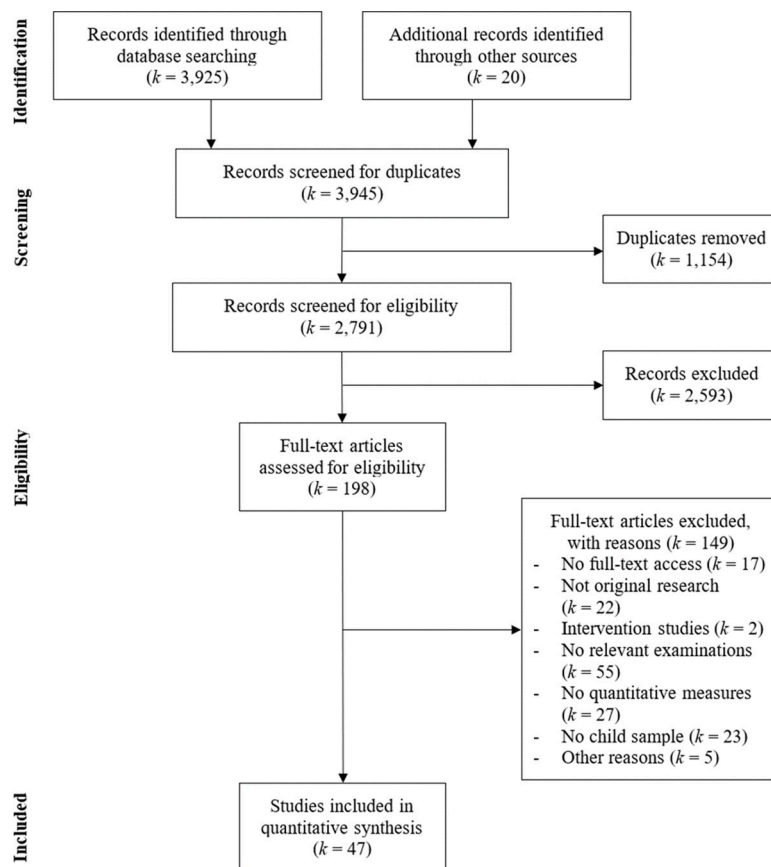 Identification
Records identified through
database searching
(k = 3,925)
Additional records identified
through other sources
(k = 20)
Screening
Records screened for duplicates
(k = 3,945)
Duplicates removed
(k = 1,154)
Records screened for eligibility
(k = 2,791)
Records excluded
(k = 2,593)
Eligibility
Full-text articles
assessed for eligibility
(k = 198)
Full-text articles excluded,
with reasons (k = 149)
- No full-text access (k = 17)
- Not original research
(k = 22)
- Intervention studies (k = 2)
- No relevant examinations
(k = 55)
- No quantitative measures
(k = 27)
- No child sample (k = 23)
- Other reasons (k = 5)
Included
Studies included in
quantitative synthesis
(k = 47)